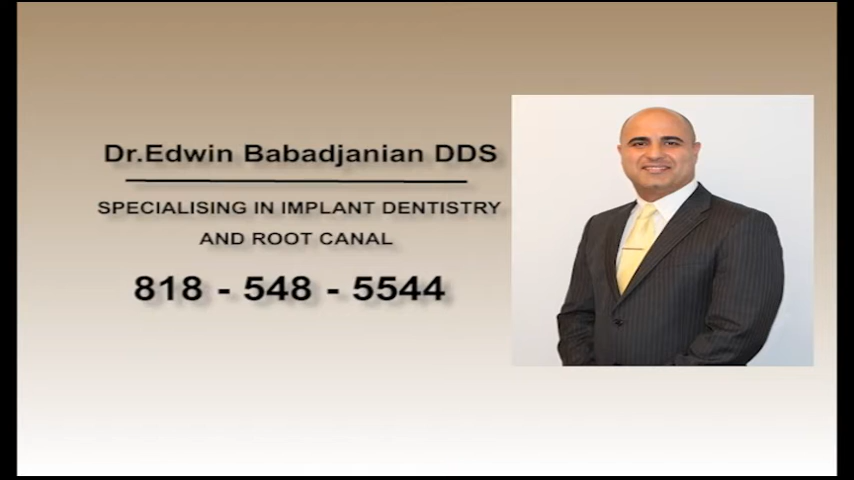 Dr.Edwin Babadjanian DDS
SPECIALISING IN IMPLANT DENTISTRY
AND ROOT CANAL
818 - 548 - 5544